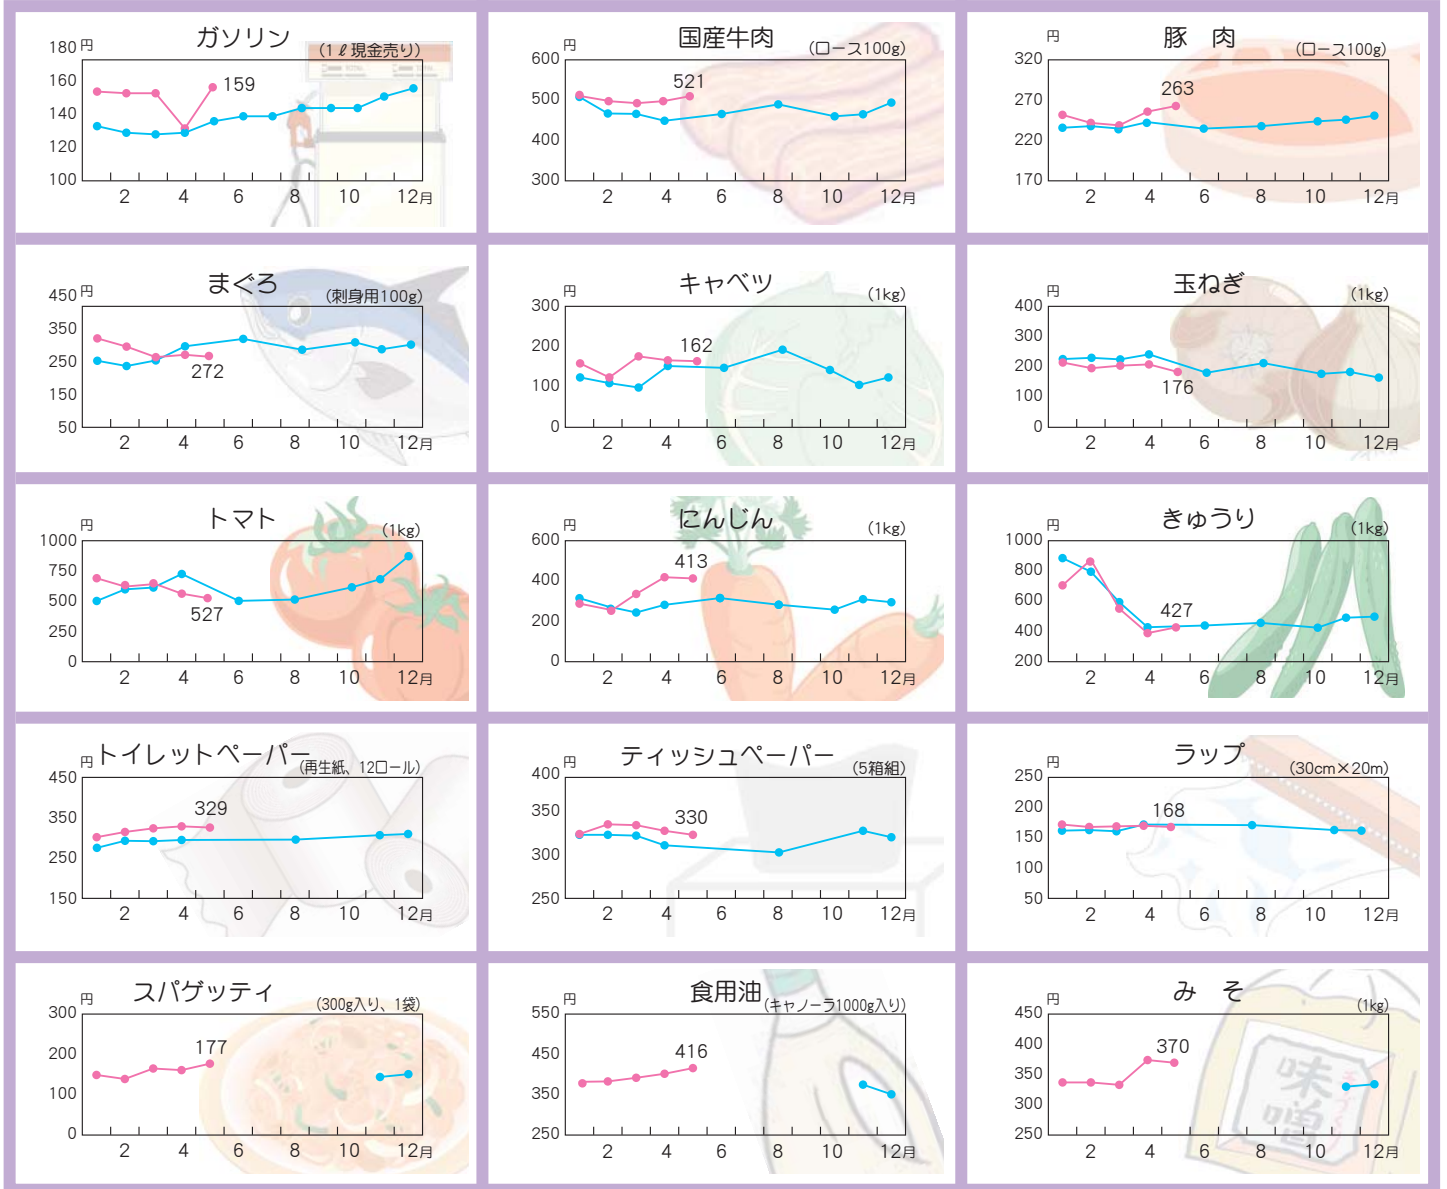 ガソリン
(1ℓ現金売り)
円
180
160
140
120
100
159
2 4 6 8 10 12月
国産牛肉
(ロース100g)
円
600
500
400
300
521
2 4 6 8 10 12月
豚 肉
(ロース100g)
円
320
270
220
170
263
2 4 6 8 10 12月
まぐろ
(刺身用100g)
円
450
350
250
150
50
272
2 4 6 8 10 12月
キャベツ
(1kg)
円
300
200
100
0
162
2 4 6 8 10 12月
玉ねぎ
(1kg)
円
400
300
200
100
0
176
2 4 6 8 10 12月
トマト
(1kg)
円
1000
750
500
250
0
527
2 4 6 8 10 12月
にんじん
(1kg)
円
600
400
200
0
413
2 4 6 8 10 12月
きゅうり
(1kg)
円
1000
800
600
400
200
427
2 4 6 8 10 12月
トイレットペーパー
(再生紙、12ロール)
円
450
350
250
150
329
2 4 6 8 10 12月
ティッシュペーパー
(5箱組)
円
400
350
300
250
330
2 4 6 8 10 12月
ラップ
(30cm×20m)
円
250
200
150
100
50
168
2 4 6 8 10 12月
スパゲッティ
(300g入り、1袋)
円
300
200
100
0
177
2 4 6 8 10 12月
食用油
(キャノーラ1000g入り)
円
550
450
350
250
416
2 4 6 8 10 12月
み そ
(1kg)
円
450
400
350
300
250
370
2 4 6 8 10 12月
味噌